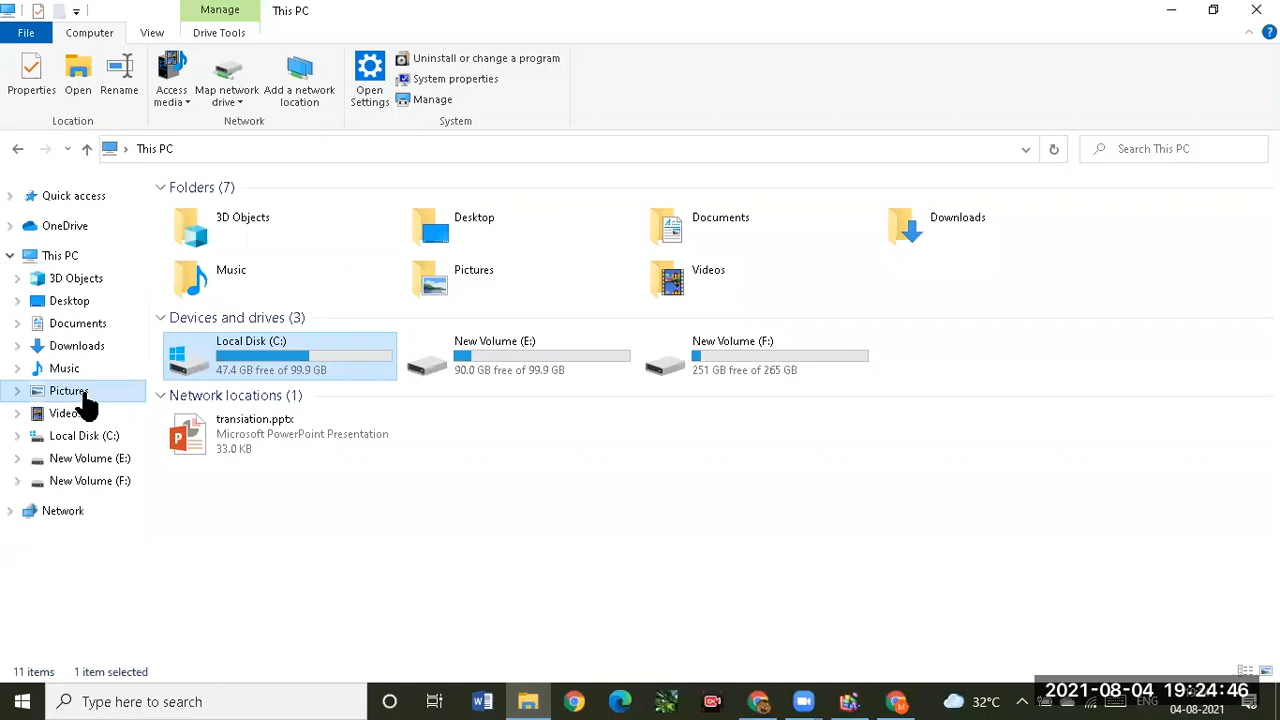 Manage
This PC
File
Computer
View
Drive Tools
Properties
Open
Rename
Access media
Map network drive
Add a network location
Open Settings
Uninstall or change a program
System properties
Manage
Location
Network
System
This PC
Search This PC
Quick access
OneDrive
This PC
3D Objects
Desktop
Documents
Downloads
Music
Pictures
Videos
Local Disk (C:)
New Volume (E:)
New Volume (F:)
Network
Folders (7)
3D Objects
Desktop
Documents
Downloads
Music
Pictures
Videos
Devices and drives (3)
Local Disk (C:)
47.4 GB free of 99.9 GB
New Volume (E:)
90.0 GB free of 99.9 GB
New Volume (F:)
251 GB free of 265 GB
Network locations (1)
transiation.pptx
Microsoft PowerPoint Presentation
33.0 KB
11 items
1 item selected
Type here to search
32°C
ENG
2021-08-04 19:24:46
04-08-2021